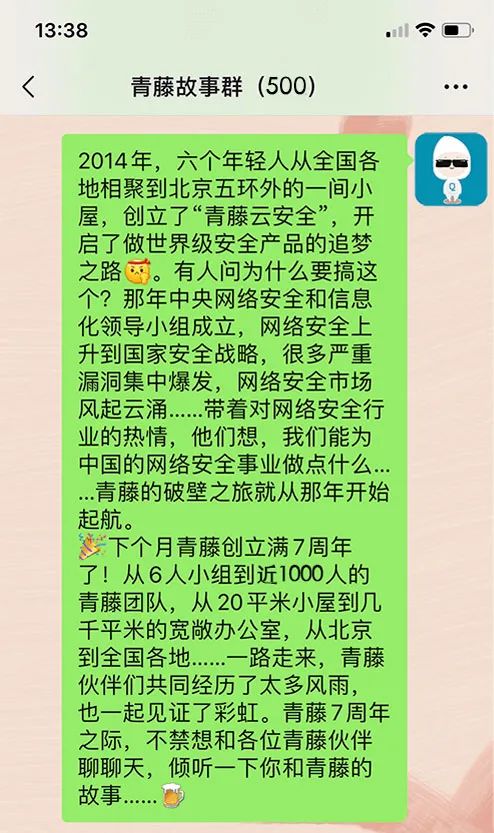 13:38
青藤故事群（500）
2014年，六个年轻人从全国各
地相聚到北京五环外的一间小
屋，创立了“青藤云安全”，开
启了做世界级安全产品的追梦
之路。有人问为什么要搞这
个？那年中央网络安全和信息
化领导小组成立，网络安全上
升到国家安全战略，很多严重
漏洞集中爆发，网络安全市场
风起云涌......带着对网络安全行
业的热情，他们想，我们能为
中国的网络安全事业做点什么...
...青藤的破壁之旅就从那年开始
起航。
🎉下个月青藤创立满7周年
了！从6人小组到近1000人的
青藤团队，从20平米小屋到几
千平米的宽敞办公室，从北京
到全国各地......一路走来，青藤
伙伴们共同经历了太多风雨，
也一起见证了彩虹。青藤7周年
之际，不禁想和各位青藤伙伴
聊聊天，倾听一下你和青藤的
故事......🍺